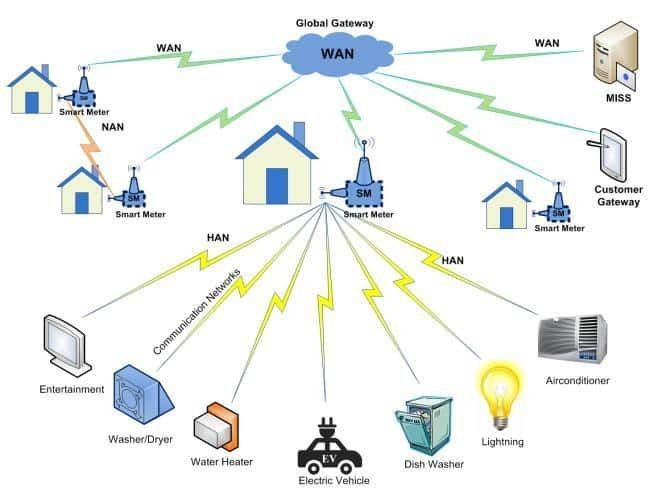 Global Gateway
WAN
WAN
WAN
MISS
SM
Smart Meter
NAN
SM
Smart Meter
SM
Smart Meter
Customer
Gateway
SM
Smart Meter
HAN
HAN
Communication Networks
Entertainment
Airconditioner
Washer/Dryer
Lightning
Water Heater
EV
Electric Vehicle
Dish Washer